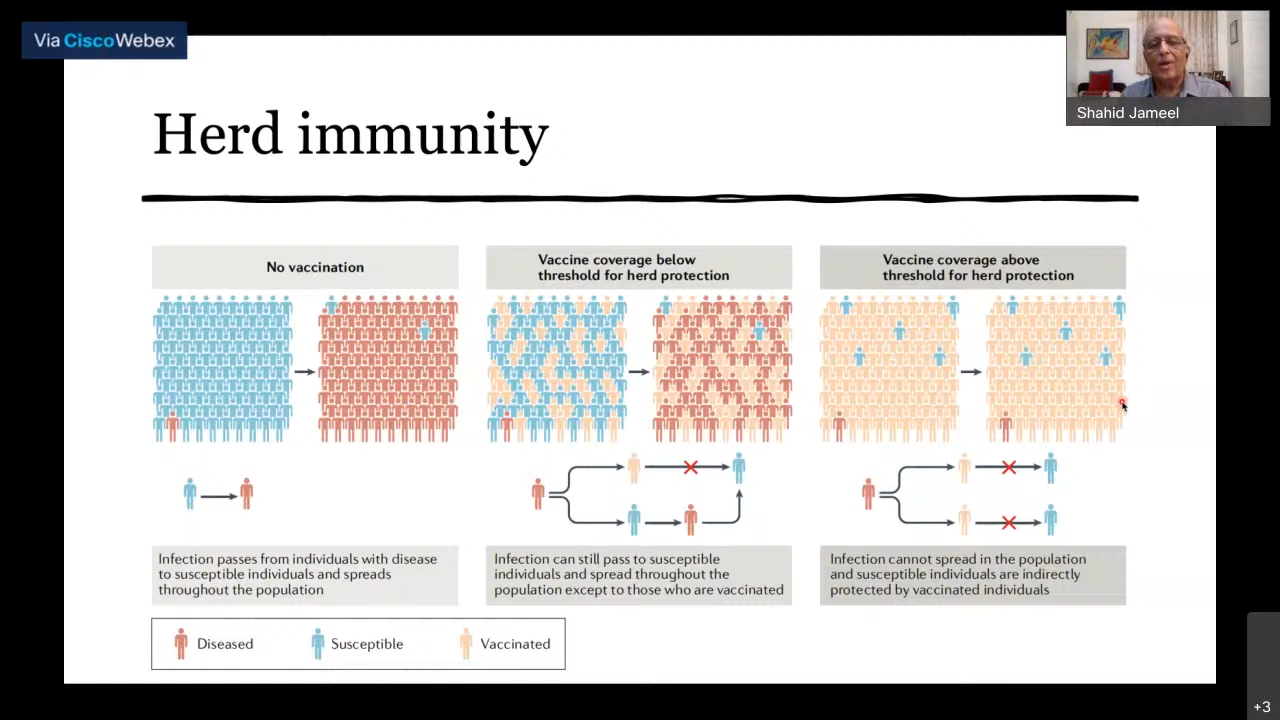 Via CiscoWebex
Shahid Jameel
Herd immunity
No vaccination
Vaccine coverage below
threshold for herd protection
Vaccine coverage above
threshold for herd protection
Infection passes from individuals with disease
to susceptible individuals and spreads
throughout the population
Infection can still pass to susceptible
individuals and spread throughout the
population except to those who are vaccinated
Infection cannot spread in the population
and susceptible individuals are indirectly
protected by vaccinated individuals
Diseased
Susceptible
Vaccinated
+3